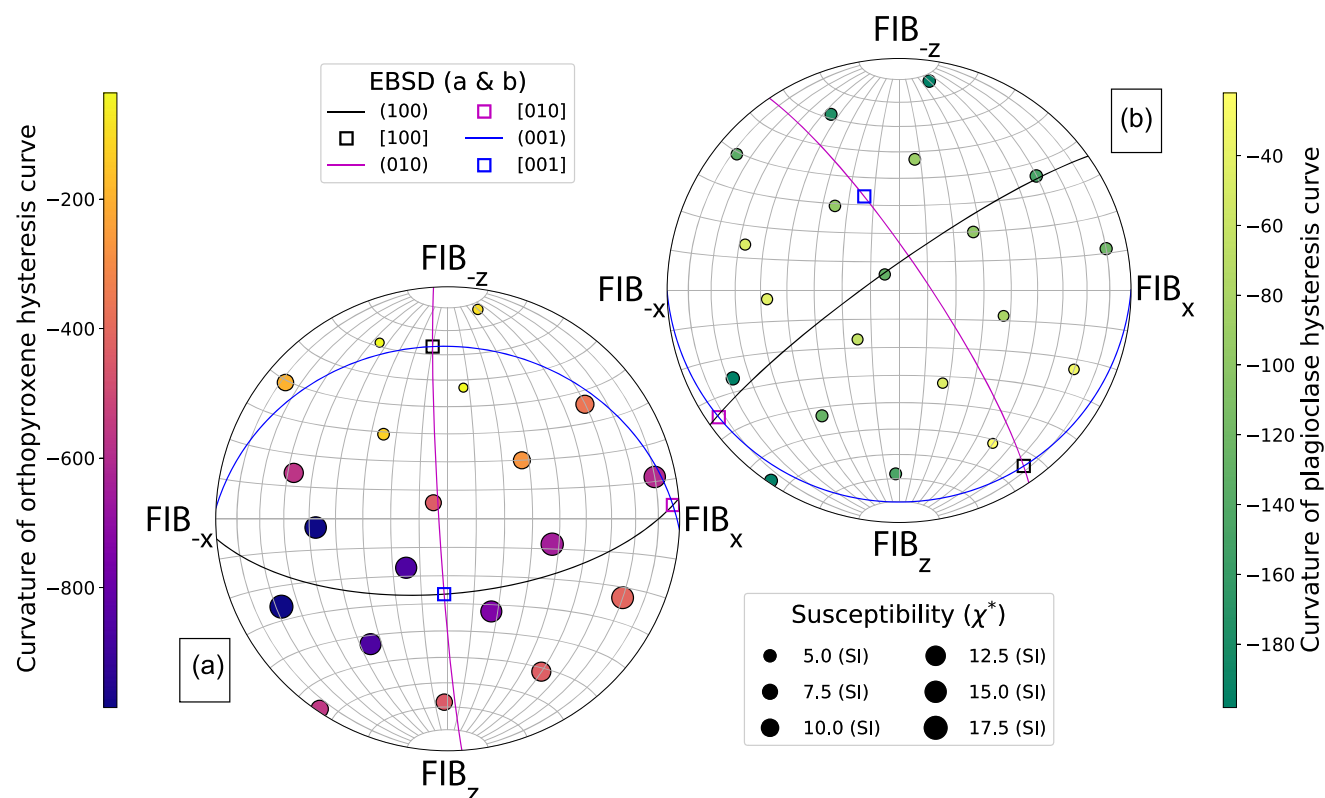 FIB-z
EBSD (a & b)
(100)
[100]
(010)
[010]
(001)
[001]
(b)
Curvature of orthopyroxene hysteresis curve
−200
−400
−600
−800
FIB-z
FIB-x
FIBx
FIBz
(a)
FIB-x
FIBx
FIBz
−40
−60
−80
−100
−120
−140
−160
−180
Curvature of plagioclase hysteresis curve
Susceptibility (χ*)
5.0 (SI)
7.5 (SI)
10.0 (SI)
12.5 (SI)
15.0 (SI)
17.5 (SI)